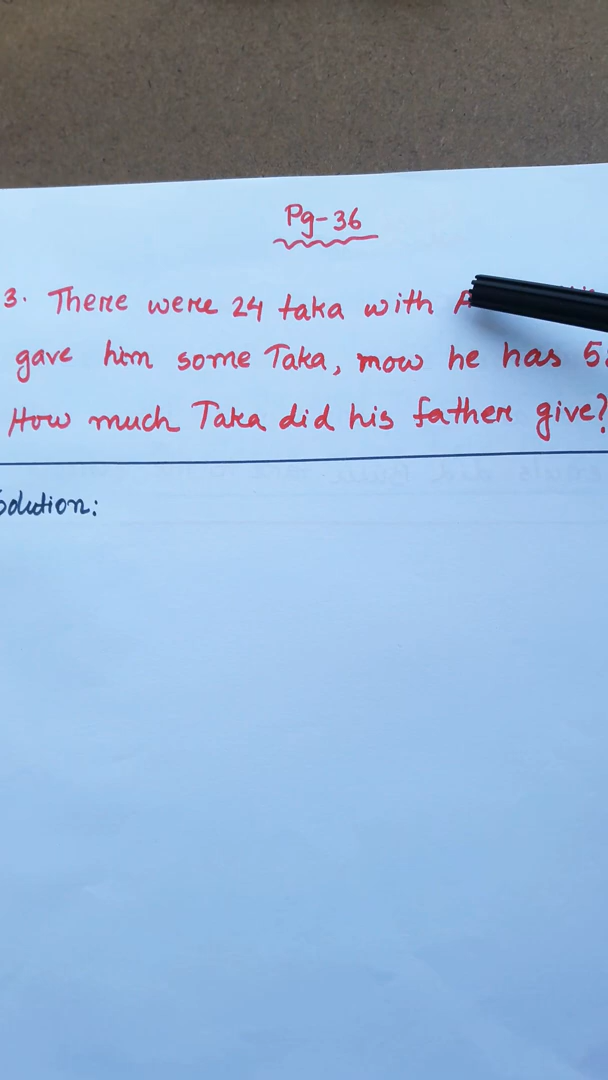 Pg-36
3. There were 24 taka with
gave him some Taka, mow he has
How much Taka did his father give?
Solution: